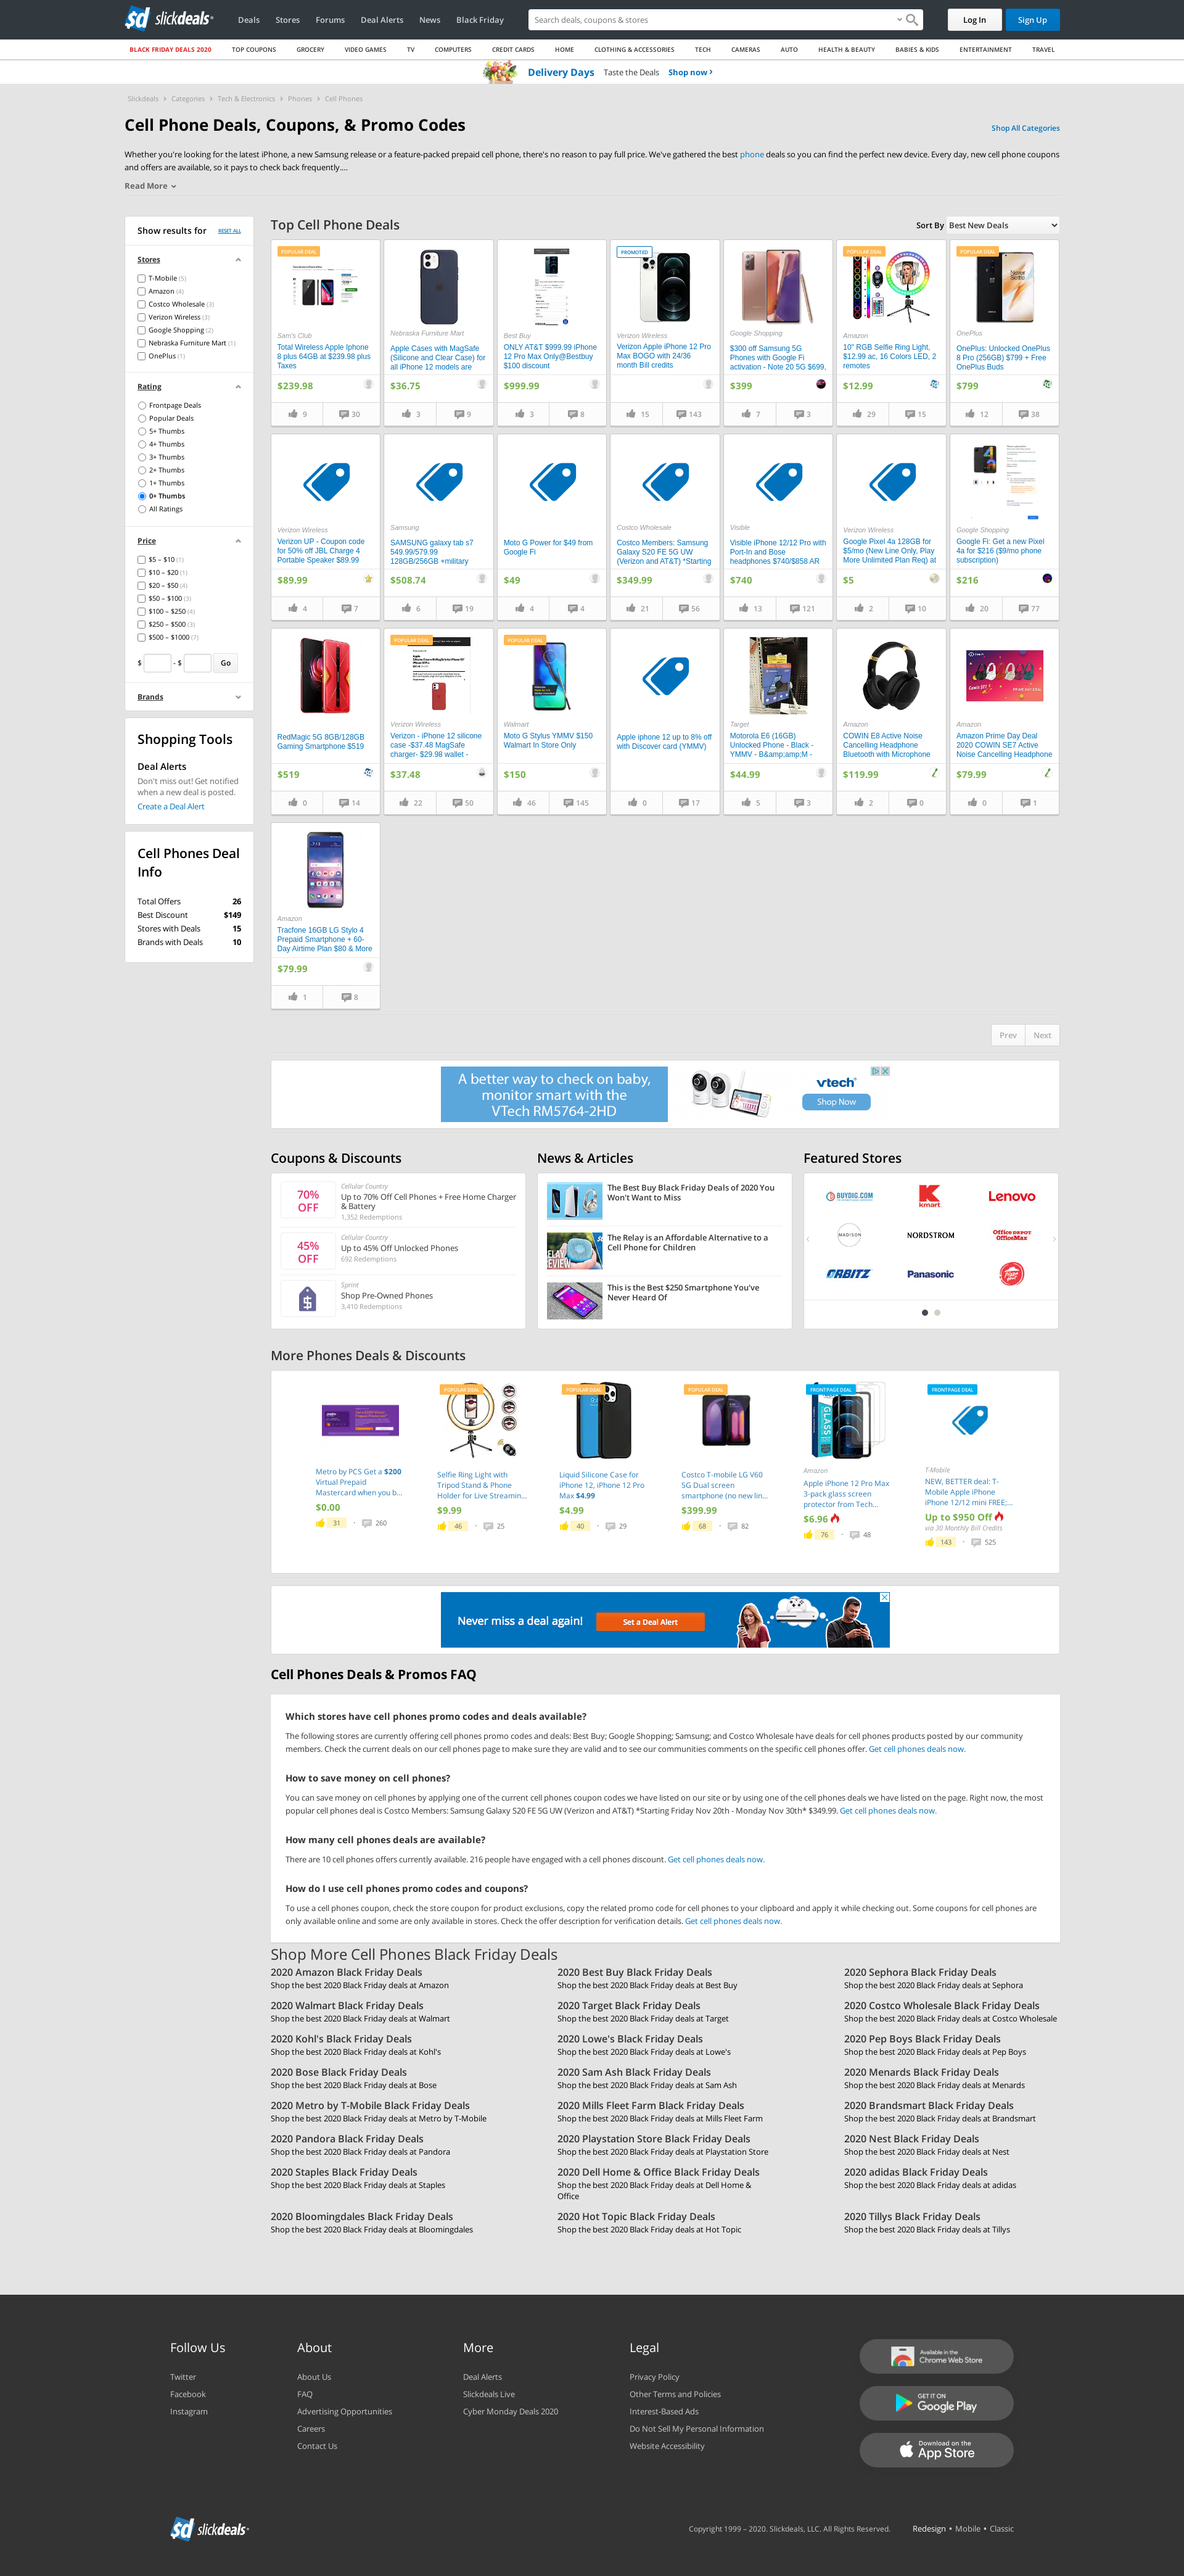 sd slickdeals
Deals Stores Forums Deal Alerts News Black Friday
Search deals, coupons & stores
Log In Sign Up
BLACK FRIDAY DEALS 2020 TOP COUPONS GROCERY VIDEO GAMES TV COMPUTERS CREDIT CARDS HOME CLOTHING & ACCESSORIES TECH CAMERAS AUTO HEALTH & BEAUTY BABIES & KIDS ENTERTAINMENT TRAVEL
Delivery Days Taste the Deals Shop now ›
Slickdeals › Categories › Tech & Electronics › Phones › Cell Phones
Cell Phone Deals, Coupons, & Promo Codes
Shop All Categories
Whether you're looking for the latest iPhone, a new Samsung release or a feature-packed prepaid cell phone, there's no reason to pay full price. We've gathered the best phone deals so you can find the perfect new device. Every day, new cell phone coupons
and offers are available, so it pays to check back frequently....
Read More
Show results for RESET ALL
Stores
T-Mobile (5)
Amazon (4)
Costco Wholesale (3)
Verizon Wireless (3)
Google Shopping (2)
Nebraska Furniture Mart (1)
OnePlus (1)
Rating
Frontpage Deals
Popular Deals
5+ Thumbs
4+ Thumbs
3+ Thumbs
2+ Thumbs
1+ Thumbs
0+ Thumbs
All Ratings
Price
$5 – $10 (1)
$10 – $20 (1)
$20 – $50 (4)
$50 – $100 (3)
$100 – $250 (4)
$250 – $500 (3)
$500 – $1000 (7)
$ - $ Go
Brands
Shopping Tools
Deal Alerts
Don't miss out! Get notified
when a new deal is posted.
Create a Deal Alert
Cell Phones Deal
Info
Total Offers 26
Best Discount $149
Stores with Deals 15
Brands with Deals 10
Top Cell Phone Deals
Sort By Best New Deals
POPULAR DEAL
Sam's Club
Total Wireless Apple Iphone
8 plus 64GB at $239.98 plus
Taxes
$239.98
9 30
Nebraska Furniture Mart
Apple Cases with MagSafe
(Silicone and Clear Case) for
all iPhone 12 models are
$36.75
3 9
Best Buy
ONLY AT&T $999.99 iPhone
12 Pro Max Only@Bestbuy
$100 discount
$999.99
3 8
PROMOTED
Verizon Wireless
Verizon Apple iPhone 12 Pro
Max BOGO with 24/36
month Bill credits
15 143
Google Shopping
$300 off Samsung 5G
Phones with Google Fi
activation - Note 20 5G $699,
$399
7 3
POPULAR DEAL
Amazon
10" RGB Selfie Ring Light,
$12.99 ac, 16 Colors LED, 2
remotes
$12.99
29 15
POPULAR DEAL
OnePlus
OnePlus: Unlocked OnePlus
8 Pro (256GB) $799 + Free
OnePlus Buds
$799
12 38
Verizon Wireless
Verizon UP - Coupon code
for 50% off JBL Charge 4
Portable Speaker $89.99
$89.99
4 7
Samsung
SAMSUNG galaxy tab s7
549.99/579.99
128GB/256GB +military
$508.74
6 19
Moto G Power for $49 from
Google Fi
$49
4 4
Costco Wholesale
Costco Members: Samsung
Galaxy S20 FE 5G UW
(Verizon and AT&T) *Starting
$349.99
21 56
Visible
Visible iPhone 12/12 Pro with
Port-In and Bose
headphones $740/$858 AR
$740
13 121
Verizon Wireless
Google Pixel 4a 128GB for
$5/mo (New Line Only, Play
More Unlimited Plan Req) at
$5
2 10
Google Shopping
Google Fi: Get a new Pixel
4a for $216 ($9/mo phone
subscription)
$216
20 77
RedMagic 5G 8GB/128GB
Gaming Smartphone $519
$519
0 14
POPULAR DEAL
Verizon Wireless
Verizon - iPhone 12 silicone
case -$37.48 MagSafe
charger- $29.98 wallet -
$37.48
22 50
POPULAR DEAL
Walmart
Moto G Stylus YMMV $150
Walmart In Store Only
$150
46 145
Apple iphone 12 up to 8% off
with Discover card (YMMV)
0 17
Target
Motorola E6 (16GB)
Unlocked Phone - Black -
YMMV - B&amp;amp;M -
$44.99
5 3
Amazon
COWIN E8 Active Noise
Cancelling Headphone
Bluetooth with Microphone
$119.99
2 0
Amazon
Amazon Prime Day Deal
2020 COWIN SE7 Active
Noise Cancelling Headphone
$79.99
0 1
Amazon
Tracfone 16GB LG Stylo 4
Prepaid Smartphone + 60-
Day Airtime Plan $80 & More
$79.99
1 8
Prev Next
A better way to check on baby,
monitor smart with the
VTech RM5764-2HD
vtech
Shop Now
Coupons & Discounts
70%
OFF
Cellular Country
Up to 70% Off Cell Phones + Free Home Charger
& Battery
1,352 Redemptions
45%
OFF
Cellular Country
Up to 45% Off Unlocked Phones
692 Redemptions
Sprint
Shop Pre-Owned Phones
3,410 Redemptions
News & Articles
The Best Buy Black Friday Deals of 2020 You
Won't Want to Miss
The Relay is an Affordable Alternative to a
Cell Phone for Children
This is the Best $250 Smartphone You've
Never Heard Of
Featured Stores
BUYDIG.COM kmart Lenovo
MADISON NORDSTROM Office DEPOT OfficeMax
ORBITZ Panasonic Pizza Hut
More Phones Deals & Discounts
Metro by PCS Get a $200
Virtual Prepaid
Mastercard when you b...
$0.00
31 · 260
POPULAR DEAL
Selfie Ring Light with
Tripod Stand & Phone
Holder for Live Streamin...
$9.99
46 · 25
POPULAR DEAL
Liquid Silicone Case for
iPhone 12, iPhone 12 Pro
Max $4.99
$4.99
40 · 29
POPULAR DEAL
Costco T-mobile LG V60
5G Dual screen
smartphone (no new lin...
$399.99
68 · 82
FRONTPAGE DEAL
Amazon
Apple iPhone 12 Pro Max
3-pack glass screen
protector from Tech...
$6.96
76 · 48
FRONTPAGE DEAL
T-Mobile
NEW, BETTER deal: T-
Mobile Apple iPhone
iPhone 12/12 mini FREE;...
Up to $950 Off
via 30 Monthly Bill Credits
143 · 525
Never miss a deal again! Set a Deal Alert
Cell Phones Deals & Promos FAQ
Which stores have cell phones promo codes and deals available?
The following stores are currently offering cell phones promo codes and deals: Best Buy; Google Shopping; Samsung; and Costco Wholesale have deals for cell phones products posted by our community
members. Check the current deals on our cell phones page to make sure they are valid and to see our communities comments on the specific cell phones offer. Get cell phones deals now.
How to save money on cell phones?
You can save money on cell phones by applying one of the current cell phones coupon codes we have listed on our site or by using one of the cell phones deals we have listed on the page. Right now, the most
popular cell phones deal is Costco Members: Samsung Galaxy S20 FE 5G UW (Verizon and AT&T) *Starting Friday Nov 20th - Monday Nov 30th* $349.99. Get cell phones deals now.
How many cell phones deals are available?
There are 10 cell phones offers currently available. 216 people have engaged with a cell phones discount. Get cell phones deals now.
How do I use cell phones promo codes and coupons?
To use a cell phones coupon, check the store coupon for product exclusions, copy the related promo code for cell phones to your clipboard and apply it while checking out. Some coupons for cell phones are
only available online and some are only available in stores. Check the offer description for verification details. Get cell phones deals now.
Shop More Cell Phones Black Friday Deals
2020 Amazon Black Friday Deals
Shop the best 2020 Black Friday deals at Amazon
2020 Best Buy Black Friday Deals
Shop the best 2020 Black Friday deals at Best Buy
2020 Sephora Black Friday Deals
Shop the best 2020 Black Friday deals at Sephora
2020 Walmart Black Friday Deals
Shop the best 2020 Black Friday deals at Walmart
2020 Target Black Friday Deals
Shop the best 2020 Black Friday deals at Target
2020 Costco Wholesale Black Friday Deals
Shop the best 2020 Black Friday deals at Costco Wholesale
2020 Kohl's Black Friday Deals
Shop the best 2020 Black Friday deals at Kohl's
2020 Lowe's Black Friday Deals
Shop the best 2020 Black Friday deals at Lowe's
2020 Pep Boys Black Friday Deals
Shop the best 2020 Black Friday deals at Pep Boys
2020 Bose Black Friday Deals
Shop the best 2020 Black Friday deals at Bose
2020 Sam Ash Black Friday Deals
Shop the best 2020 Black Friday deals at Sam Ash
2020 Menards Black Friday Deals
Shop the best 2020 Black Friday deals at Menards
2020 Metro by T-Mobile Black Friday Deals
Shop the best 2020 Black Friday deals at Metro by T-Mobile
2020 Mills Fleet Farm Black Friday Deals
Shop the best 2020 Black Friday deals at Mills Fleet Farm
2020 Brandsmart Black Friday Deals
Shop the best 2020 Black Friday deals at Brandsmart
2020 Pandora Black Friday Deals
Shop the best 2020 Black Friday deals at Pandora
2020 Playstation Store Black Friday Deals
Shop the best 2020 Black Friday deals at Playstation Store
2020 Nest Black Friday Deals
Shop the best 2020 Black Friday deals at Nest
2020 Staples Black Friday Deals
Shop the best 2020 Black Friday deals at Staples
2020 Dell Home & Office Black Friday Deals
Shop the best 2020 Black Friday deals at Dell Home &
Office
2020 adidas Black Friday Deals
Shop the best 2020 Black Friday deals at adidas
2020 Bloomingdales Black Friday Deals
Shop the best 2020 Black Friday deals at Bloomingdales
2020 Hot Topic Black Friday Deals
Shop the best 2020 Black Friday deals at Hot Topic
2020 Tillys Black Friday Deals
Shop the best 2020 Black Friday deals at Tillys
Follow Us
Twitter
Facebook
Instagram
About
About Us
FAQ
Advertising Opportunities
Careers
Contact Us
More
Deal Alerts
Slickdeals Live
Cyber Monday Deals 2020
Legal
Privacy Policy
Other Terms and Policies
Interest-Based Ads
Do Not Sell My Personal Information
Website Accessibility
Available in the
Chrome Web Store
GET IT ON
Google Play
Download on the
App Store
sd slickdeals
Copyright 1999 – 2020. Slickdeals, LLC. All Rights Reserved. Redesign • Mobile • Classic